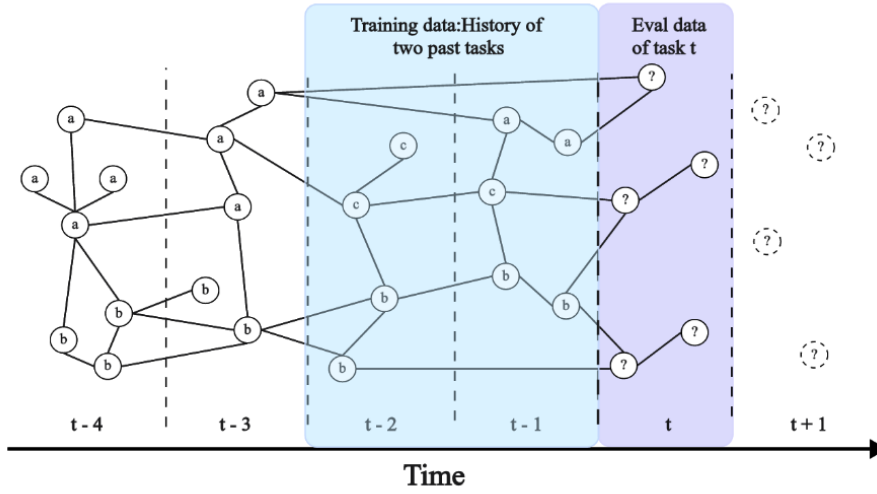 Training data:History of
two past tasks
Eval data
of task t
a
?
a
a
?
a
a
c
a
?
a
a
?
c
c
?
a
a
a
?
b
b
b
b
b
b
b
?
b
b
b
?
?
t - 4
t - 3
t - 2
t - 1
t
t + 1
Time